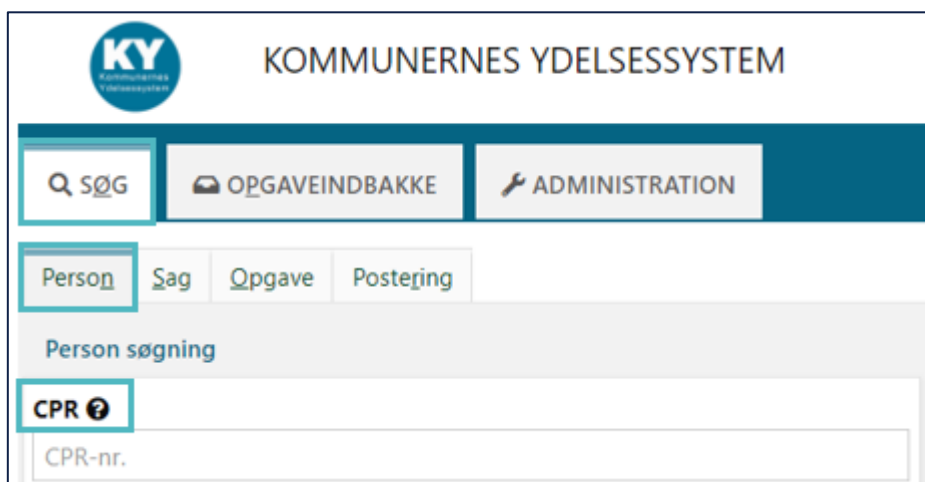 KY
Kommunernes
Ydelsessystem
KOMMUNERNES YDELSESSYSTEM
SØG
OPGAVEINDBAKKE
ADMINISTRATION
Person
Sag
Opgave
Postering
Person søgning
CPR ?
CPR-nr.